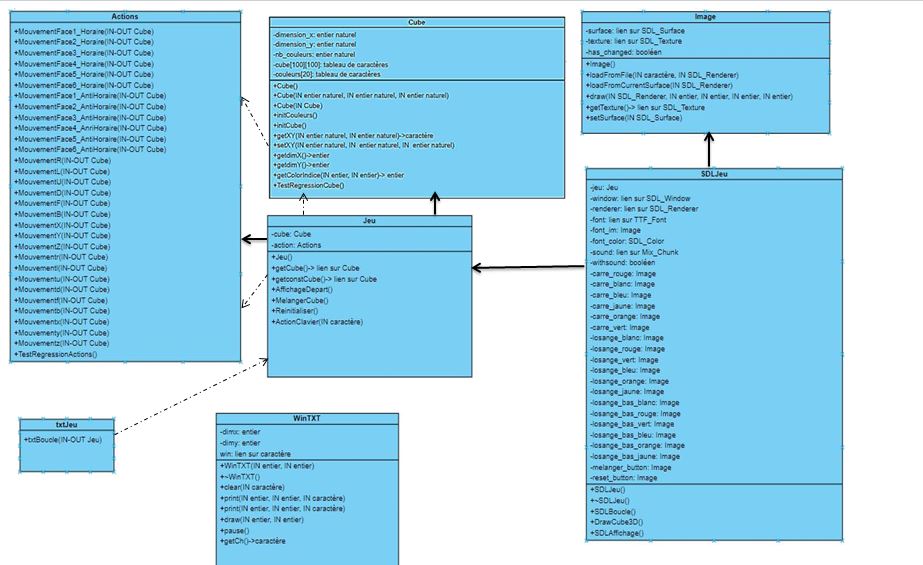 Actions
+MouvementFace1_Horaire(IN-OUT Cube)
+MouvementFace2_Horaire(IN-OUT Cube)
+MouvementFace3_Horaire(IN-OUT Cube)
+MouvementFace4_Horaire(IN-OUT Cube)
+MouvementFace5_Horaire(IN-OUT Cube)
+MouvementFace6_Horaire(IN-OUT Cube)
+MouvementFace1_AntiHoraire(IN-OUT Cube)
+MouvementFace2_AntiHoraire(IN-OUT Cube)
+MouvementFace3_AntiHoraire(IN-OUT Cube)
+MouvementFace4_AntiHoraire(IN-OUT Cube)
+MouvementFace5_AntiHoraire(IN-OUT Cube)
+MouvementFace6_AntiHoraire(IN-OUT Cube)
+MouvementR(IN-OUT Cube)
+MouvementL(IN-OUT Cube)
+MouvementU(IN-OUT Cube)
+MouvementD(IN-OUT Cube)
+MouvementF(IN-OUT Cube)
+MouvementB(IN-OUT Cube)
+MouvementX(IN-OUT Cube)
+MouvementY(IN-OUT Cube)
+MouvementZ(IN-OUT Cube)
+Mouvementr(IN-OUT Cube)
+Mouvementl(IN-OUT Cube)
+Mouvementu(IN-OUT Cube)
+Mouvementd(IN-OUT Cube)
+Mouvementf(IN-OUT Cube)
+Mouvementb(IN-OUT Cube)
+Mouvementx(IN-OUT Cube)
+Mouvementy(IN-OUT Cube)
+Mouvementz(IN-OUT Cube)
+TestRegressionActions()
Cube
-dimension_x: entier naturel
-dimension_y: entier naturel
-nb_couleurs: entier naturel
-cube[100][100]: tableau de caractères
-couleurs[20]: tableau de caractères
+Cube()
+Cube(IN entier naturel, IN entier naturel, IN entier naturel)
+Cube(IN Cube)
+initCouleurs()
+initCube()
+getXY(IN entier naturel, IN entier naturel)->caractère
+setXY(IN entier naturel, IN entier naturel, IN entier naturel)
+getdimX()->entier
+getdimY()->entier
+getColorIndice(IN entier, IN entier)-> entier
+TestRegressionCube()
Image
-surface: lien sur SDL_Surface
-texture: lien sur SDL_Texture
-has_changed: booléen
+Image()
+loadFromFile(IN caractère, IN SDL_Renderer)
+loadFromCurrentSurface(IN SDL_Renderer)
+draw(IN SDL_Renderer, IN entier, IN entier, IN entier, IN entier)
+getTexture()-> lien sur SDL_Texture
+setSurface(IN SDL_Surface)
Jeu
-cube: Cube
-action: Actions
+Jeu()
+getCube()-> lien sur Cube
+getconstCube()-> lien sur Cube
+AffichageDepart()
+MelangerCube()
+Reinitialiser()
+ActionClavier(IN caractère)
SDLJeu
-jeu: Jeu
-window: lien sur SDL_Window
-renderer: lien sur SDL_Renderer
-font: lien sur TTF_Font
-font_im: Image
-font_color: SDL_Color
-sound: lien sur Mix_Chunk
-withsound: booléen
-carre_rouge: Image
-carre_blanc: Image
-carre_bleu: Image
-carre_jaune: Image
-carre_orange: Image
-carre_vert: Image
-losange_blanc: Image
-losange_rouge: Image
-losange_vert: Image
-losange_bleu: Image
-losange_orange: Image
-losange_jaune: Image
-losange_bas_blanc: Image
-losange_bas_rouge: Image
-losange_bas_vert: Image
-losange_bas_bleu: Image
-losange_bas_orange: Image
-losange_bas_jaune: Image
-melanger_button: Image
-reset_button: Image
+SDLJeu()
+~SDLJeu()
+SDLBoucle()
+DrawCube3D()
+SDLAffichage()
txtJeu
+txtBoucle(IN-OUT Jeu)
WinTXT
-dimx: entier
-dimy: entier
win: lien sur caractère
+WinTXT(IN entier, IN entier)
+~WinTXT()
+clear(IN caractère)
+print(IN entier, IN entier, IN caractère)
+print(IN entier, IN entier, IN caractère)
+draw(IN entier, IN entier)
+pause()
+getCh()->caractère